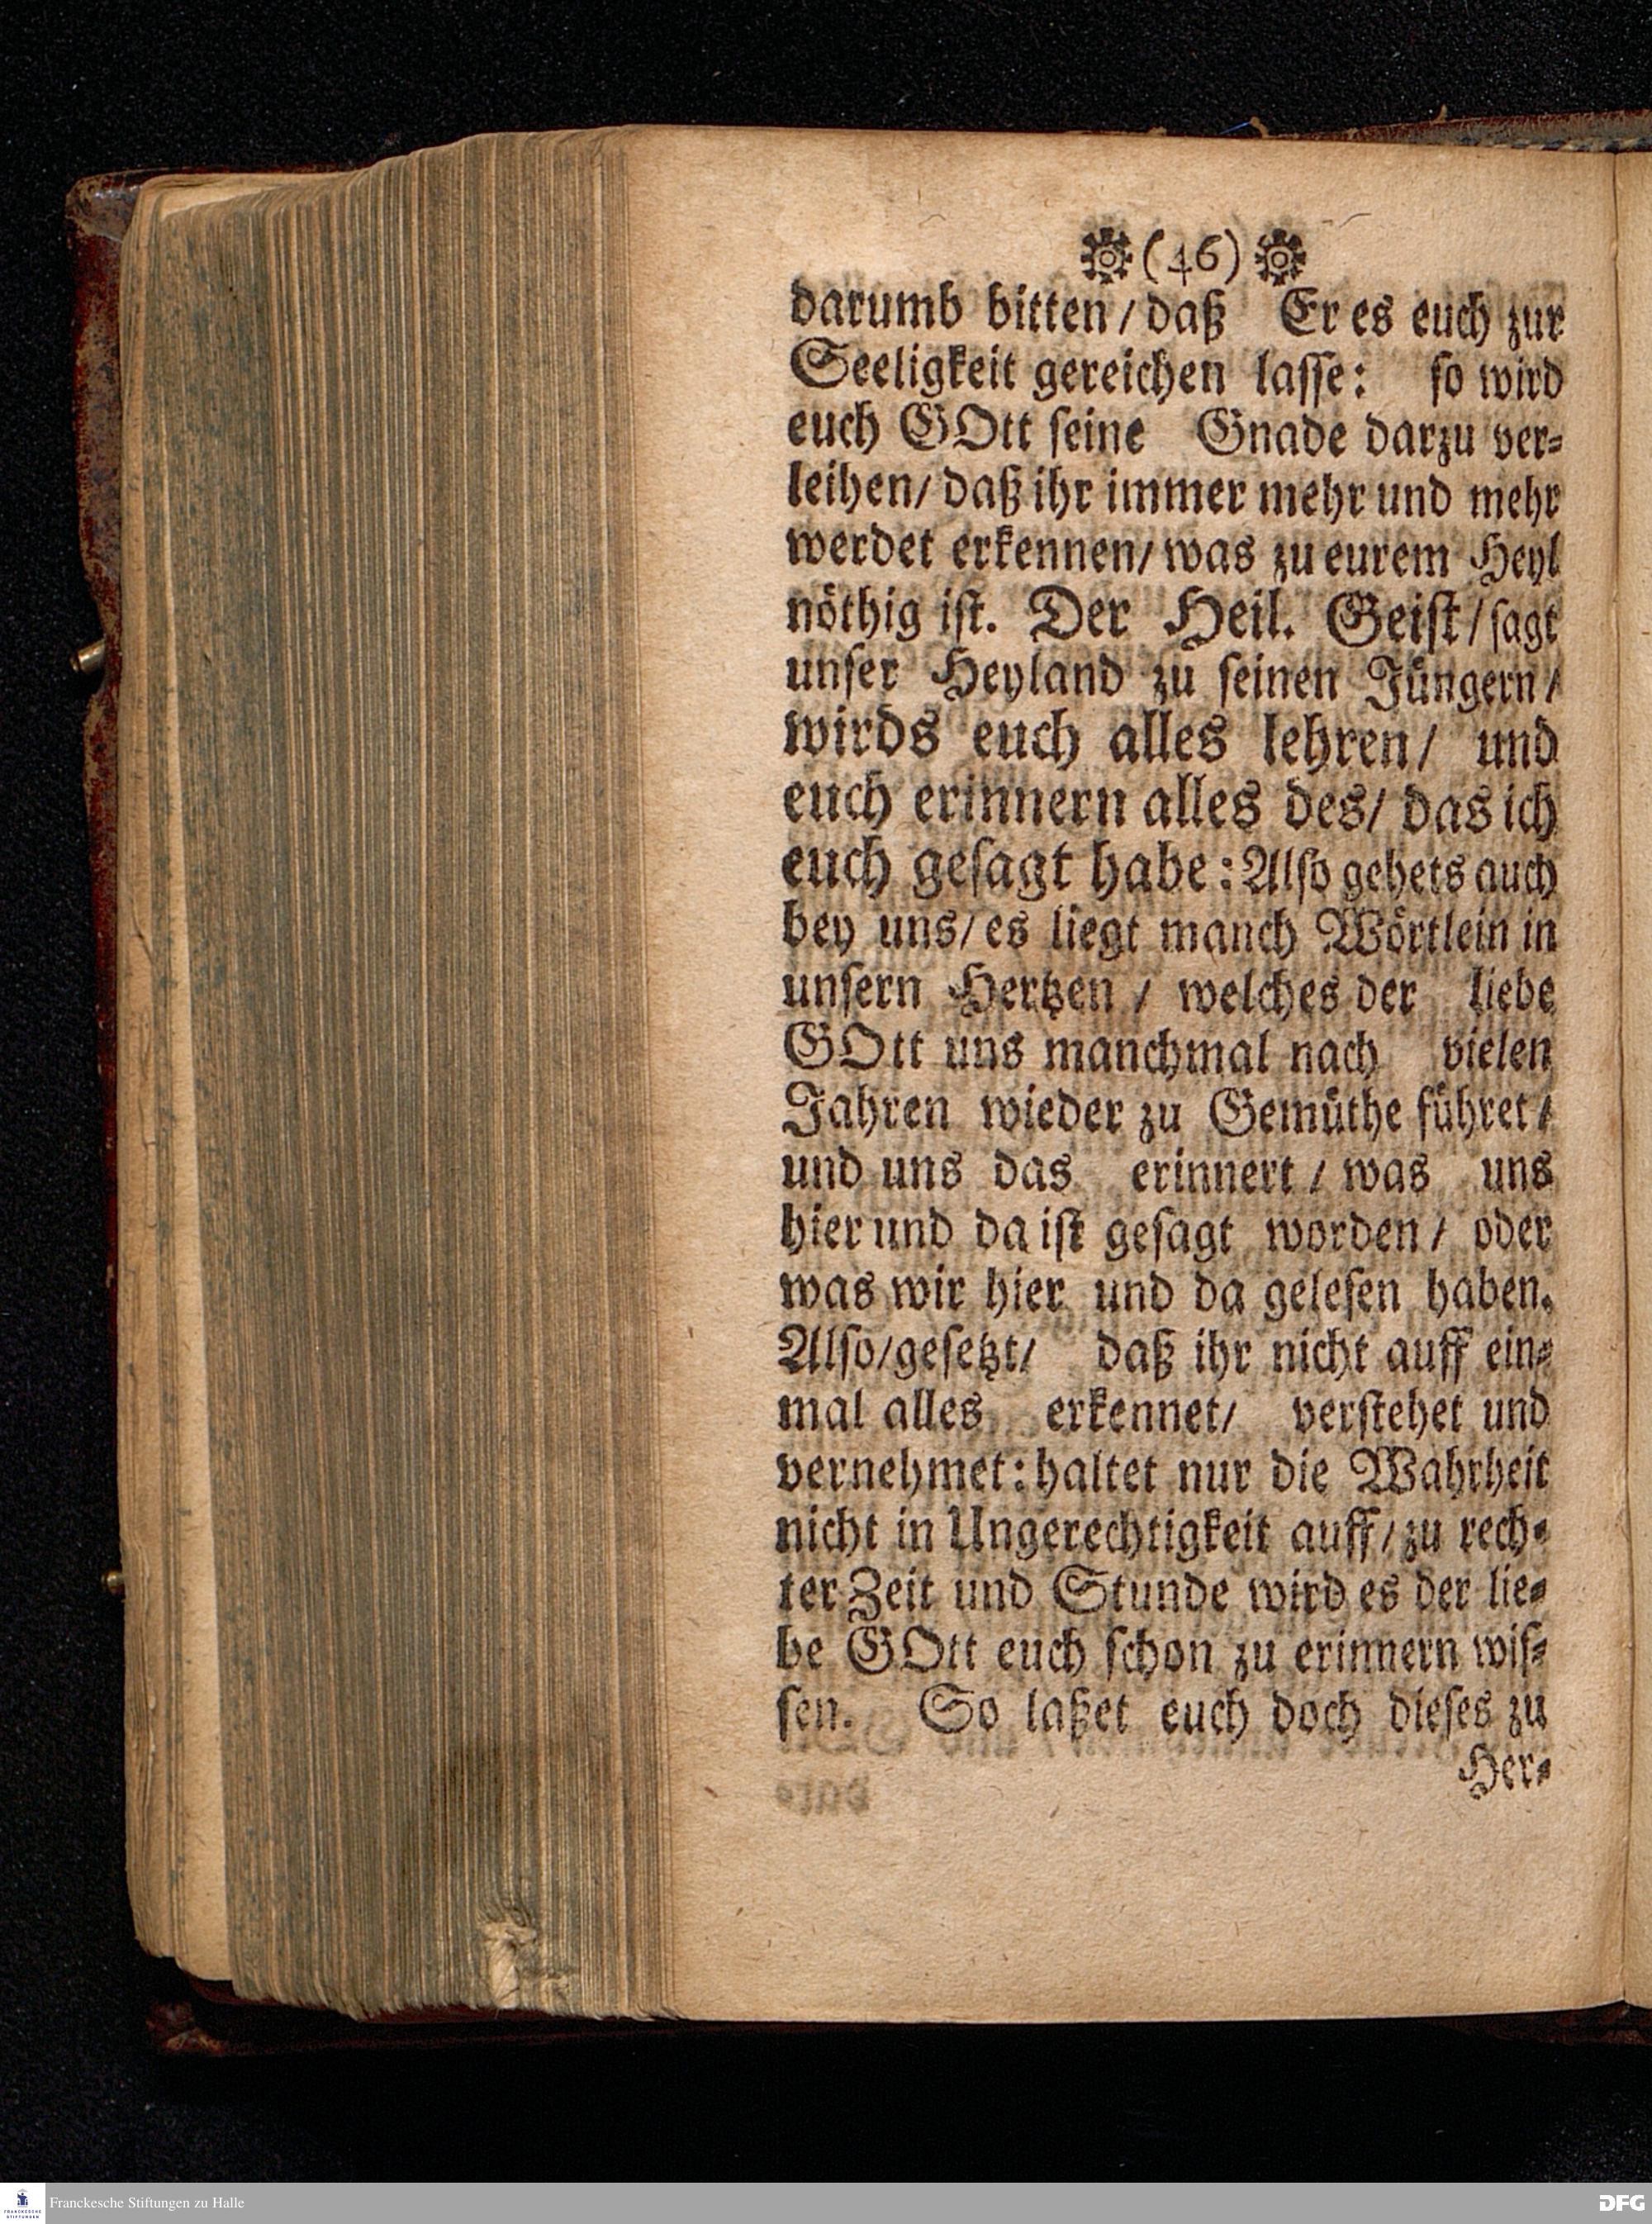 (46)
darumb bitten/ daß Er es euch zur
Seeligkeit gereichen lasse: so wird
euch GOtt seine Gnade darzu ver-
leihen/ daß ihr immer mehr und mehr
werdet erkennen/ was zu eurem Heyl
nöthig ist. Der Heil. Geist/ sagt
unser Heyland zu seinen Jüngern/
wirds euch alles lehren/ und
euch erinnern alles des/ das ich
euch gesagt habe: Also gehets auch
bey uns/ es liegt manch Wörtlein in
unsern Hertzen / welches der liebe
GOtt uns manchmal nach vielen
Jahren wieder zu Gemüthe führet/
und uns das erinnert / was uns
hier und da ist gesagt worden/ oder
was wir hier und da gelesen haben.
Also/ gesetzt/ daß ihr nicht auff ein-
mal alles erkennet/ verstehet und
vernehmet: haltet nur die Wahrheit
nicht in Ungerechtigkeit auff/ zu rech-
ter Zeit und Stunde wird es der lie-
be GOtt euch schon zu erinnern wis-
sen. So laßet euch doch dieses zu
Her-
Franckesche Stiftungen zu Halle
DFG